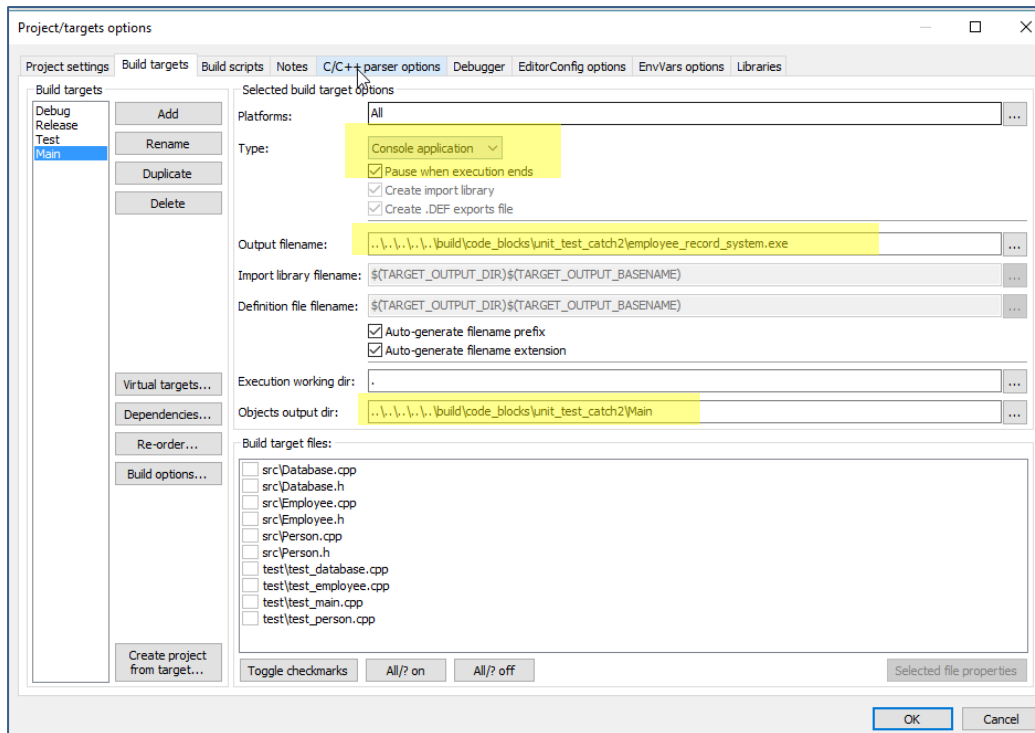 Project/targets options
Project settings Build targets Build scripts Notes C/C++ parser options Debugger EditorConfig options EnvVars options Libraries
Build targets
Debug
Release
Test
Main
Add
Rename
Duplicate
Delete
Virtual targets...
Dependencies...
Re-order...
Build options...
Create project
from target...
Selected build target options
Platforms: All ...
Type: Console application
Pause when execution ends
Create import library
Create .DEF exports file
Output filename: ..\..\..\..\..\build\code_blocks\unit_test_catch2\employee_record_system.exe ...
Import library filename: $(TARGET_OUTPUT_DIR)$(TARGET_OUTPUT_BASENAME) ...
Definition file filename: $(TARGET_OUTPUT_DIR)$(TARGET_OUTPUT_BASENAME) ...
Auto-generate filename prefix
Auto-generate filename extension
Execution working dir: . ...
Objects output dir: ..\..\..\..\..\build\code_blocks\unit_test_catch2\Main ...
Build target files:
src\Database.cpp
src\Database.h
src\Employee.cpp
src\Employee.h
src\Person.cpp
src\Person.h
test\test_database.cpp
test\test_employee.cpp
test\test_main.cpp
test\test_person.cpp
Toggle checkmarks All/? on All/? off Selected file properties
OK Cancel